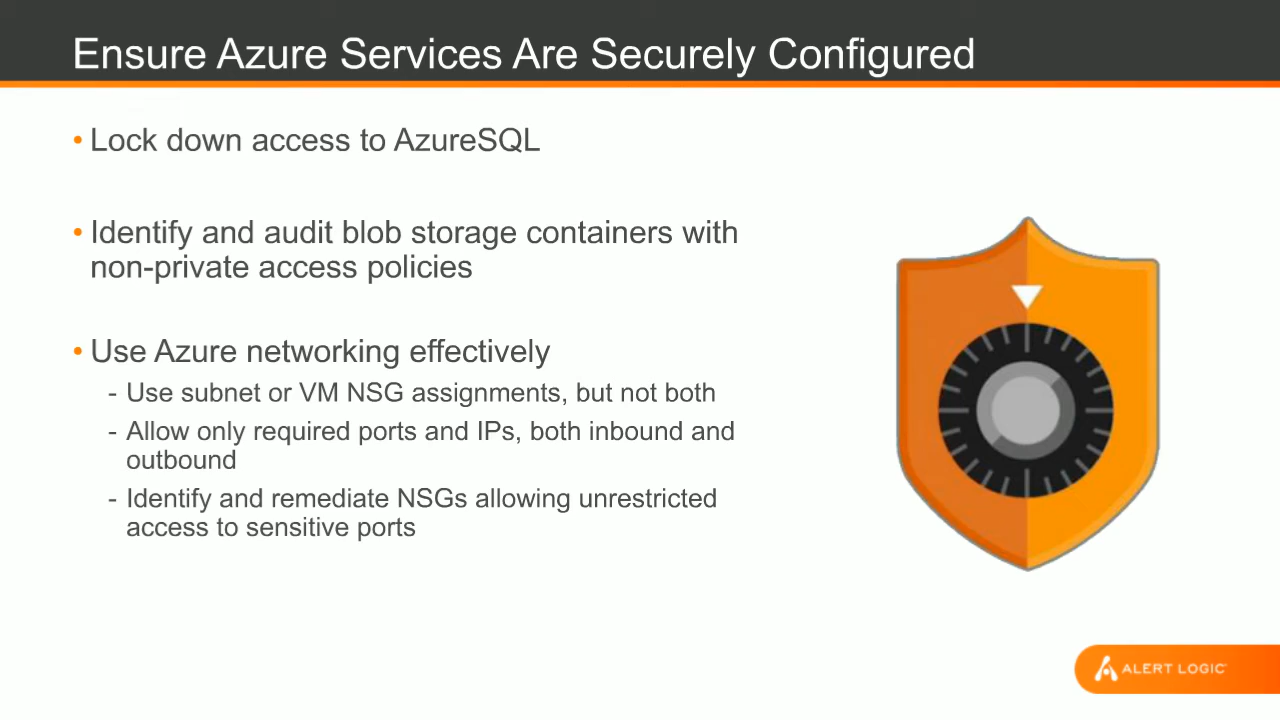 Ensure Azure Services Are Securely Configured
• Lock down access to AzureSQL
• Identify and audit blob storage containers with
non-private access policies
• Use Azure networking effectively
- Use subnet or VM NSG assignments, but not both
- Allow only required ports and IPs, both inbound and
outbound
- Identify and remediate NSGs allowing unrestricted
access to sensitive ports
ALERT LOGIC